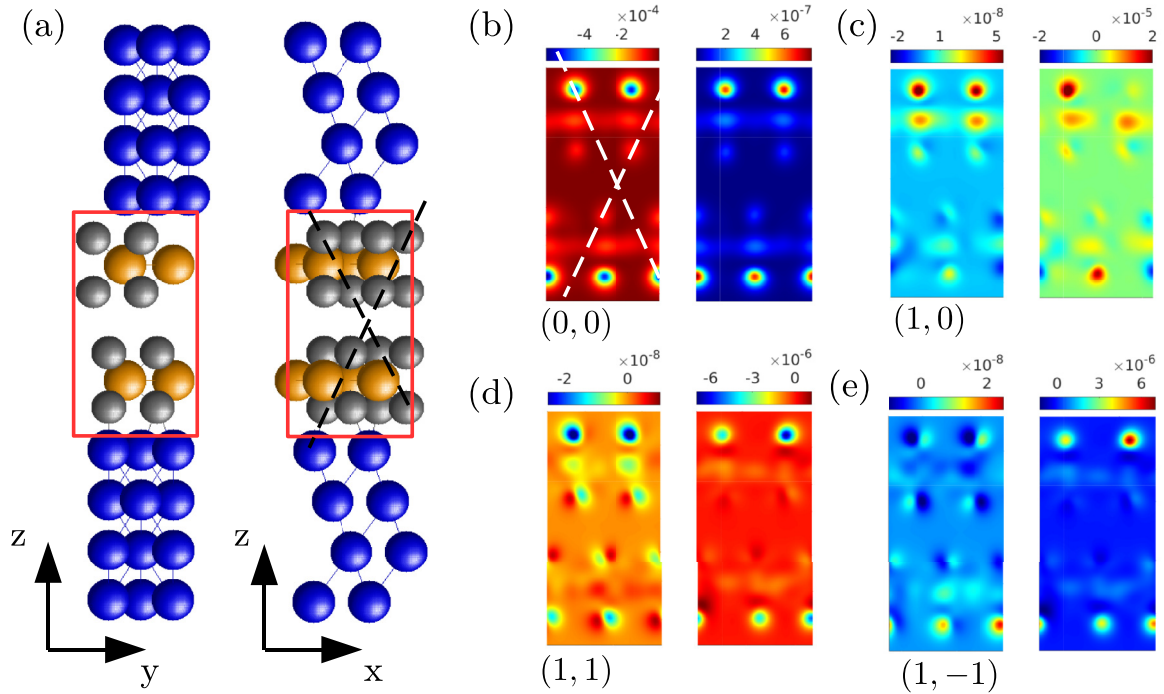 (a)
z
y
z
x
(b)
×10⁻⁴
-4 -2
×10⁻⁷
2 4 6
(0, 0)
(c)
×10⁻⁸
-2 1 5
×10⁻⁵
-2 0 2
(1, 0)
(d)
×10⁻⁸
-2 0
×10⁻⁶
-6 -3 0
(1, 1)
(e)
×10⁻⁸
0 2
×10⁻⁶
0 3 6
(1, −1)